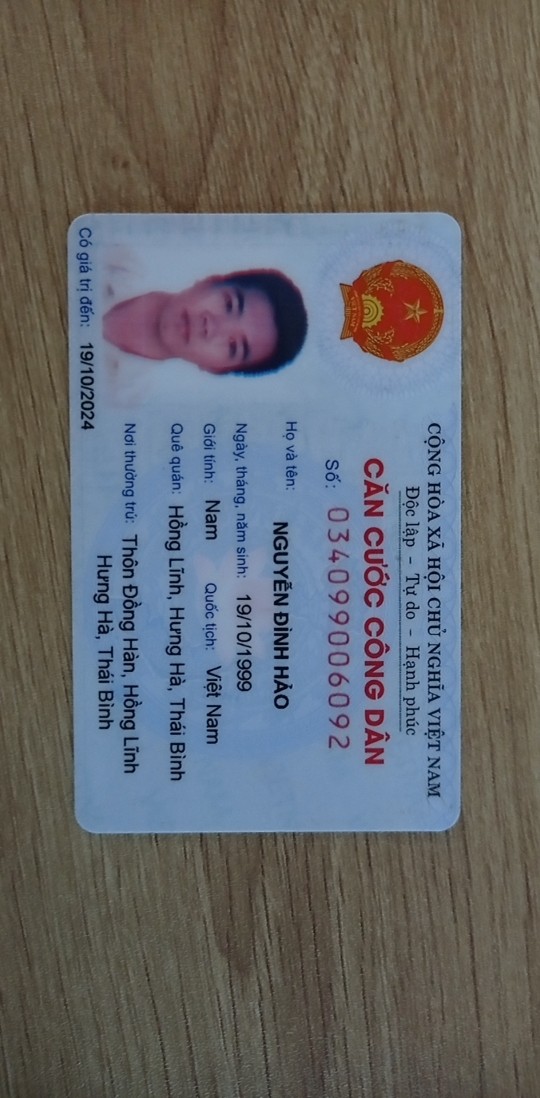 CỘNG HÒA XÃ HỘI CHỦ NGHĨA VIỆT NAM
Độc lập - Tự do - Hạnh phúc
CĂN CƯỚC CÔNG DÂN
Số: 034099006092
Họ và tên: NGUYỄN ĐÌNH HẢO
Ngày, tháng, năm sinh: 19/10/1999
Giới tính: Nam Quốc tịch: Việt Nam
Quê quán: Hồng Lĩnh, Hưng Hà, Thái Bình
Nơi thường trú: Thôn Đồng Hàn, Hồng Lĩnh
Hưng Hà, Thái Bình
Có giá trị đến: 19/10/2024